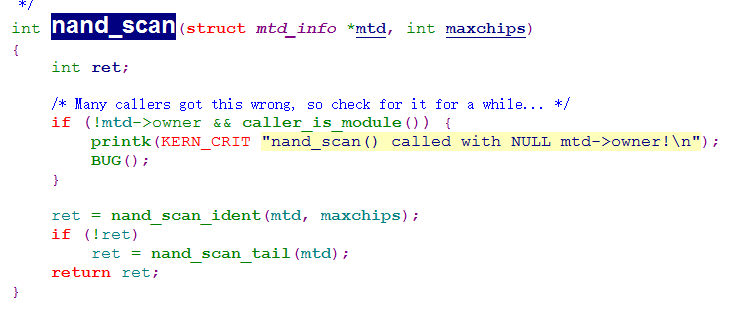 */
int nand_scan(struct mtd_info *mtd, int maxchips)
{
    int ret;

    /* Many callers got this wrong, so check for it for a while... */
    if (!mtd->owner && caller_is_module()) {
        printk(KERN_CRIT "nand_scan() called with NULL mtd->owner!\n");
        BUG();
    }

    ret = nand_scan_ident(mtd, maxchips);
    if (!ret)
        ret = nand_scan_tail(mtd);
    return ret;
}